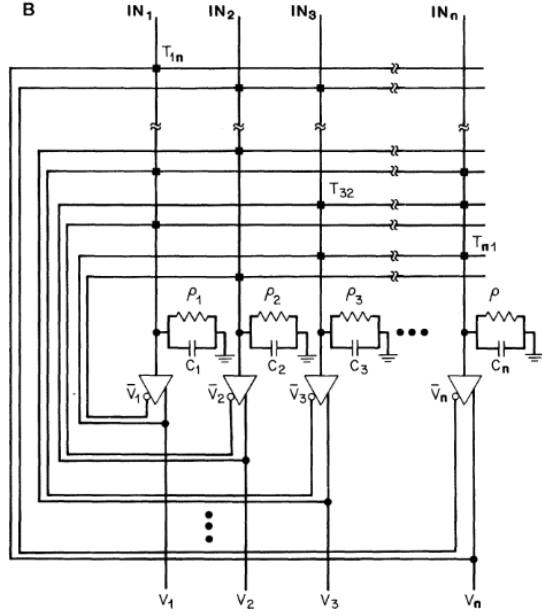 B IN₁ IN₂ IN₃ INₙ
T₁ₙ
T₃₂
Tₙ₁
ρ₁ ρ₂ ρ₃ ρ
C₁ C₂ C₃ Cₙ
V̄₁ V̄₂ V̄₃ V̄ₙ
V₁ V₂ V₃ Vₙ